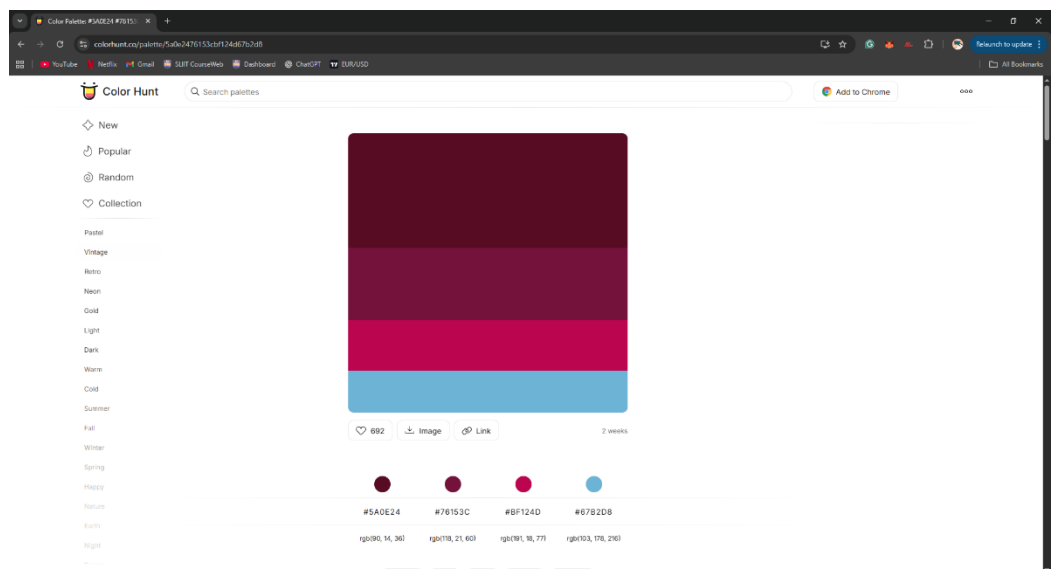 Color Palette: #5A0E24 #76153
colorhunt.co/palette/5a0e2476153cbf124d67b2d8
Relaunch to update
YouTube Netflix Gmail SLIIT CourseWeb Dashboard ChatGPT EUR/USD
All Bookmarks
Color Hunt
Search palettes
Add to Chrome
New
Popular
Random
Collection
Pastel
Vintage
Retro
Neon
Gold
Light
Dark
Warm
Cold
Summer
Fall
Winter
Spring
Happy
Nature
Earth
Night
692 Image Link 2 weeks
#5A0E24 #76153C #BF124D #67B2D8
rgb(90, 14, 36) rgb(118, 21, 60) rgb(191, 18, 77) rgb(103, 178, 216)